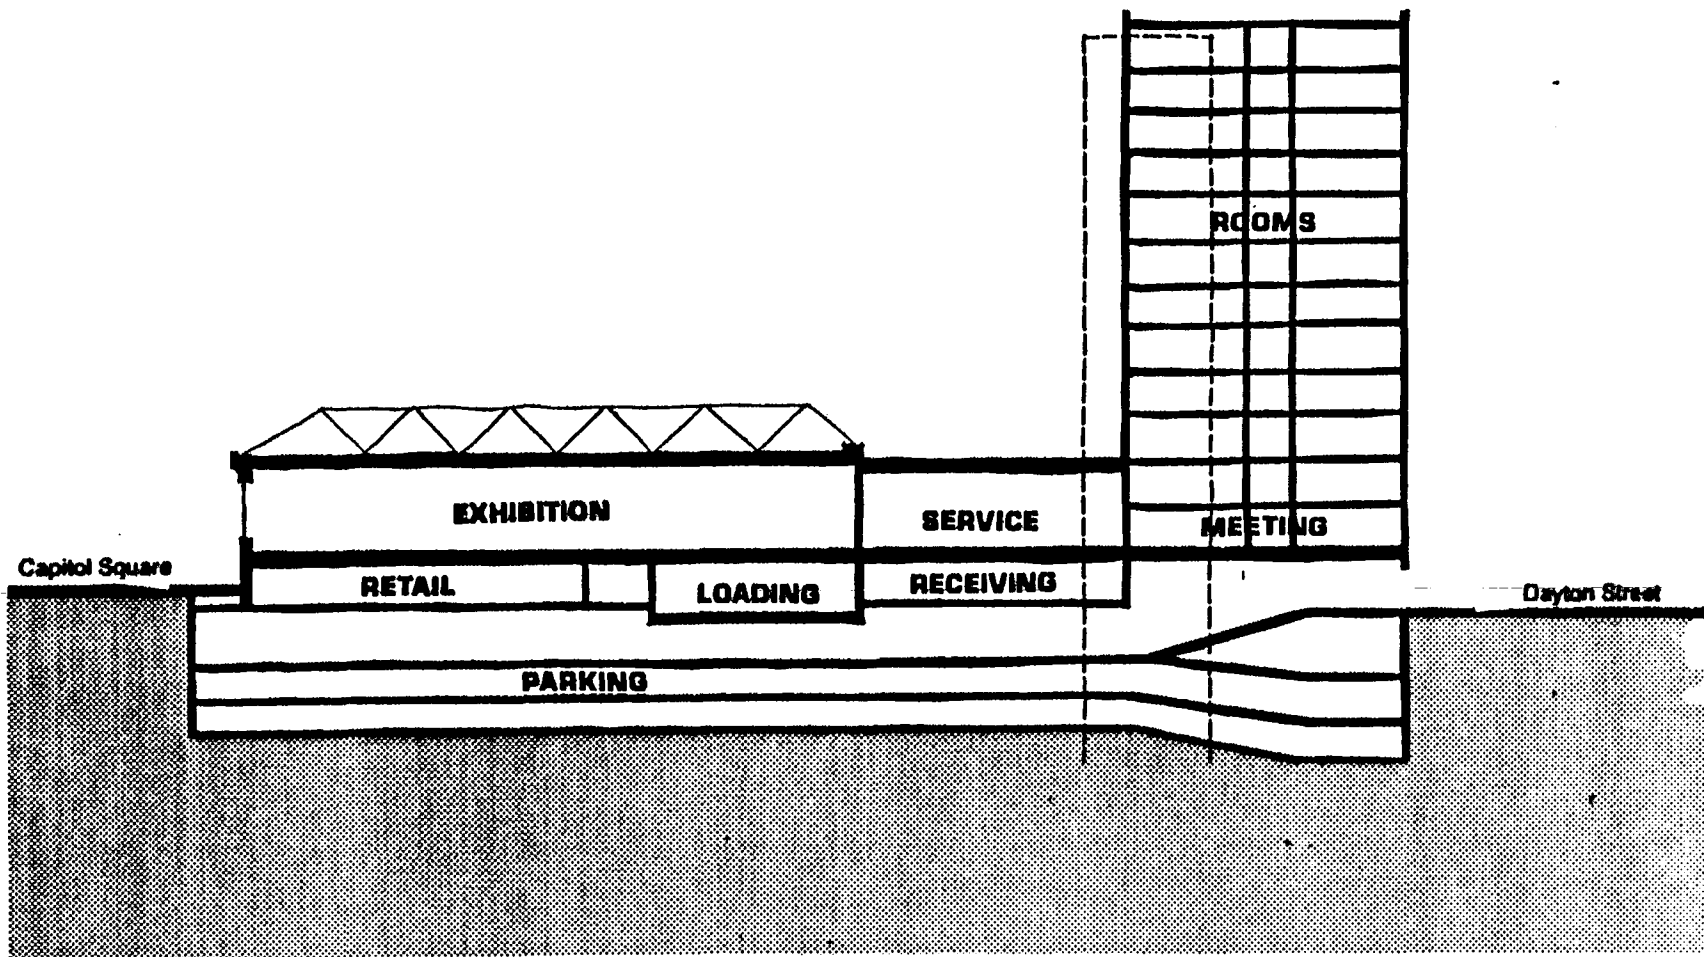 ROOMS
EXHIBITION
SERVICE
MEETING
Capitol Square
RETAIL
LOADING
RECEIVING
Dayton Street
PARKING